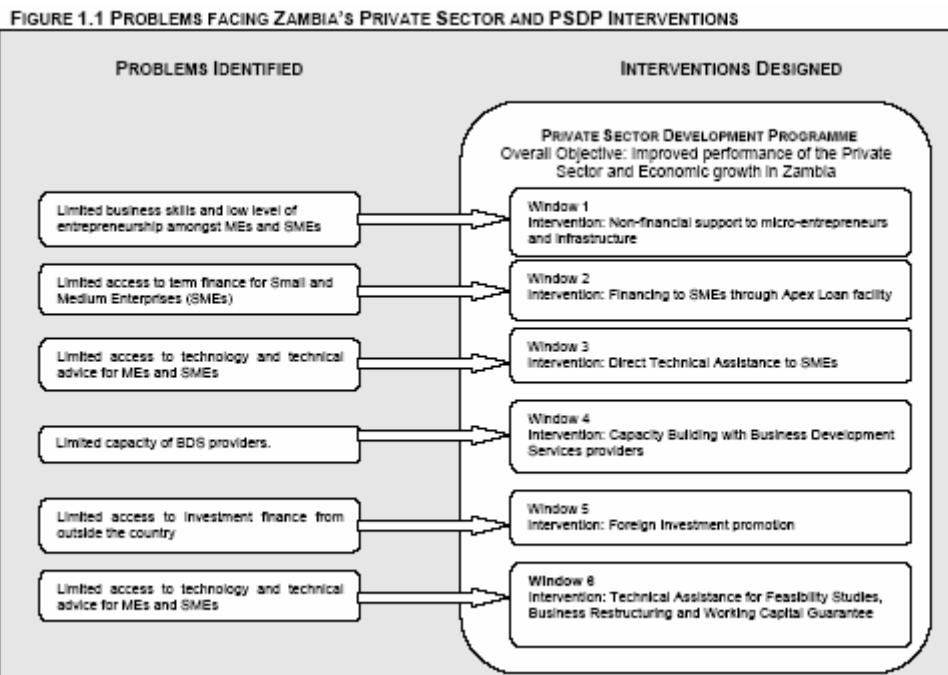 FIGURE 1.1 PROBLEMS FACING ZAMBIA'S PRIVATE SECTOR AND PSDP INTERVENTIONS
PROBLEMS IDENTIFIED
INTERVENTIONS DESIGNED
PRIVATE SECTOR DEVELOPMENT PROGRAMME
Overall Objective: Improved performance of the Private
Sector and Economic growth in Zambia
Limited business skills and low level of
entrepreneurship amongst MEs and SMEs
Window 1
Intervention: Non-financial support to micro-entrepreneurs
and Infrastructure
Limited access to term finance for Small and
Medium Enterprises (SMEs)
Window 2
Intervention: Financing to SMEs through Apex Loan facility
Limited access to technology and technical
advice for MEs and SMEs
Window 3
Intervention: Direct Technical Assistance to SMEs
Limited capacity of BDS providers.
Window 4
Intervention: Capacity Building with Business Development
Services providers
Limited access to investment finance from
outside the country
Window 5
Intervention: Foreign Investment promotion
Limited access to technology and technical
advice for MEs and SMEs
Window 6
Intervention: Technical Assistance for Feasibility Studies,
Business Restructuring and Working Capital Guarantee